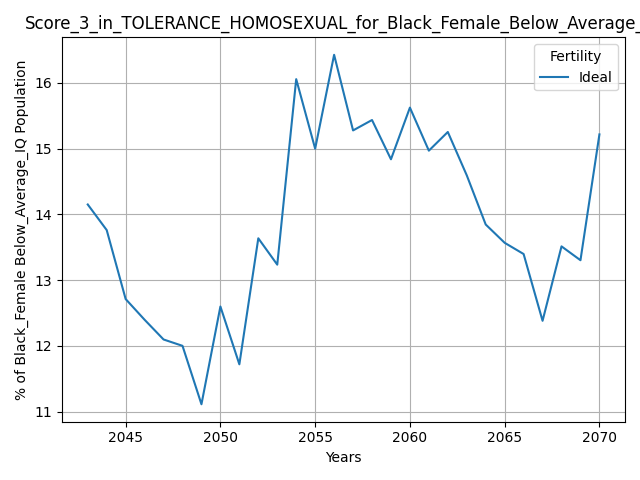 Score_3_in_TOLERANCE_HOMOSEXUAL_for_Black_Female_Below_Average_
Fertility
Ideal
% of Black_Female Below_Average_IQ Population
16
15
14
13
12
11
2045 2050 2055 2060 2065 2070
Years